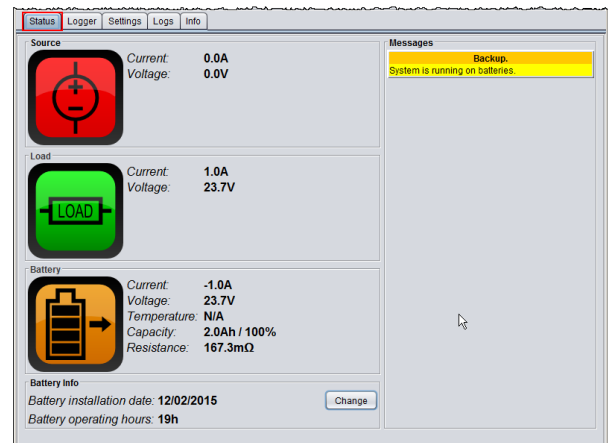 Status Logger Settings Logs Info
Source
Current: 0.0A
Voltage: 0.0V
Load
LOAD
Current: 1.0A
Voltage: 23.7V
Battery
Current: -1.0A
Voltage: 23.7V
Temperature: N/A
Capacity: 2.0Ah / 100%
Resistance: 167.3mΩ
Battery Info
Battery installation date: 12/02/2015 Change
Battery operating hours: 19h
Messages
Backup.
System is running on batteries.